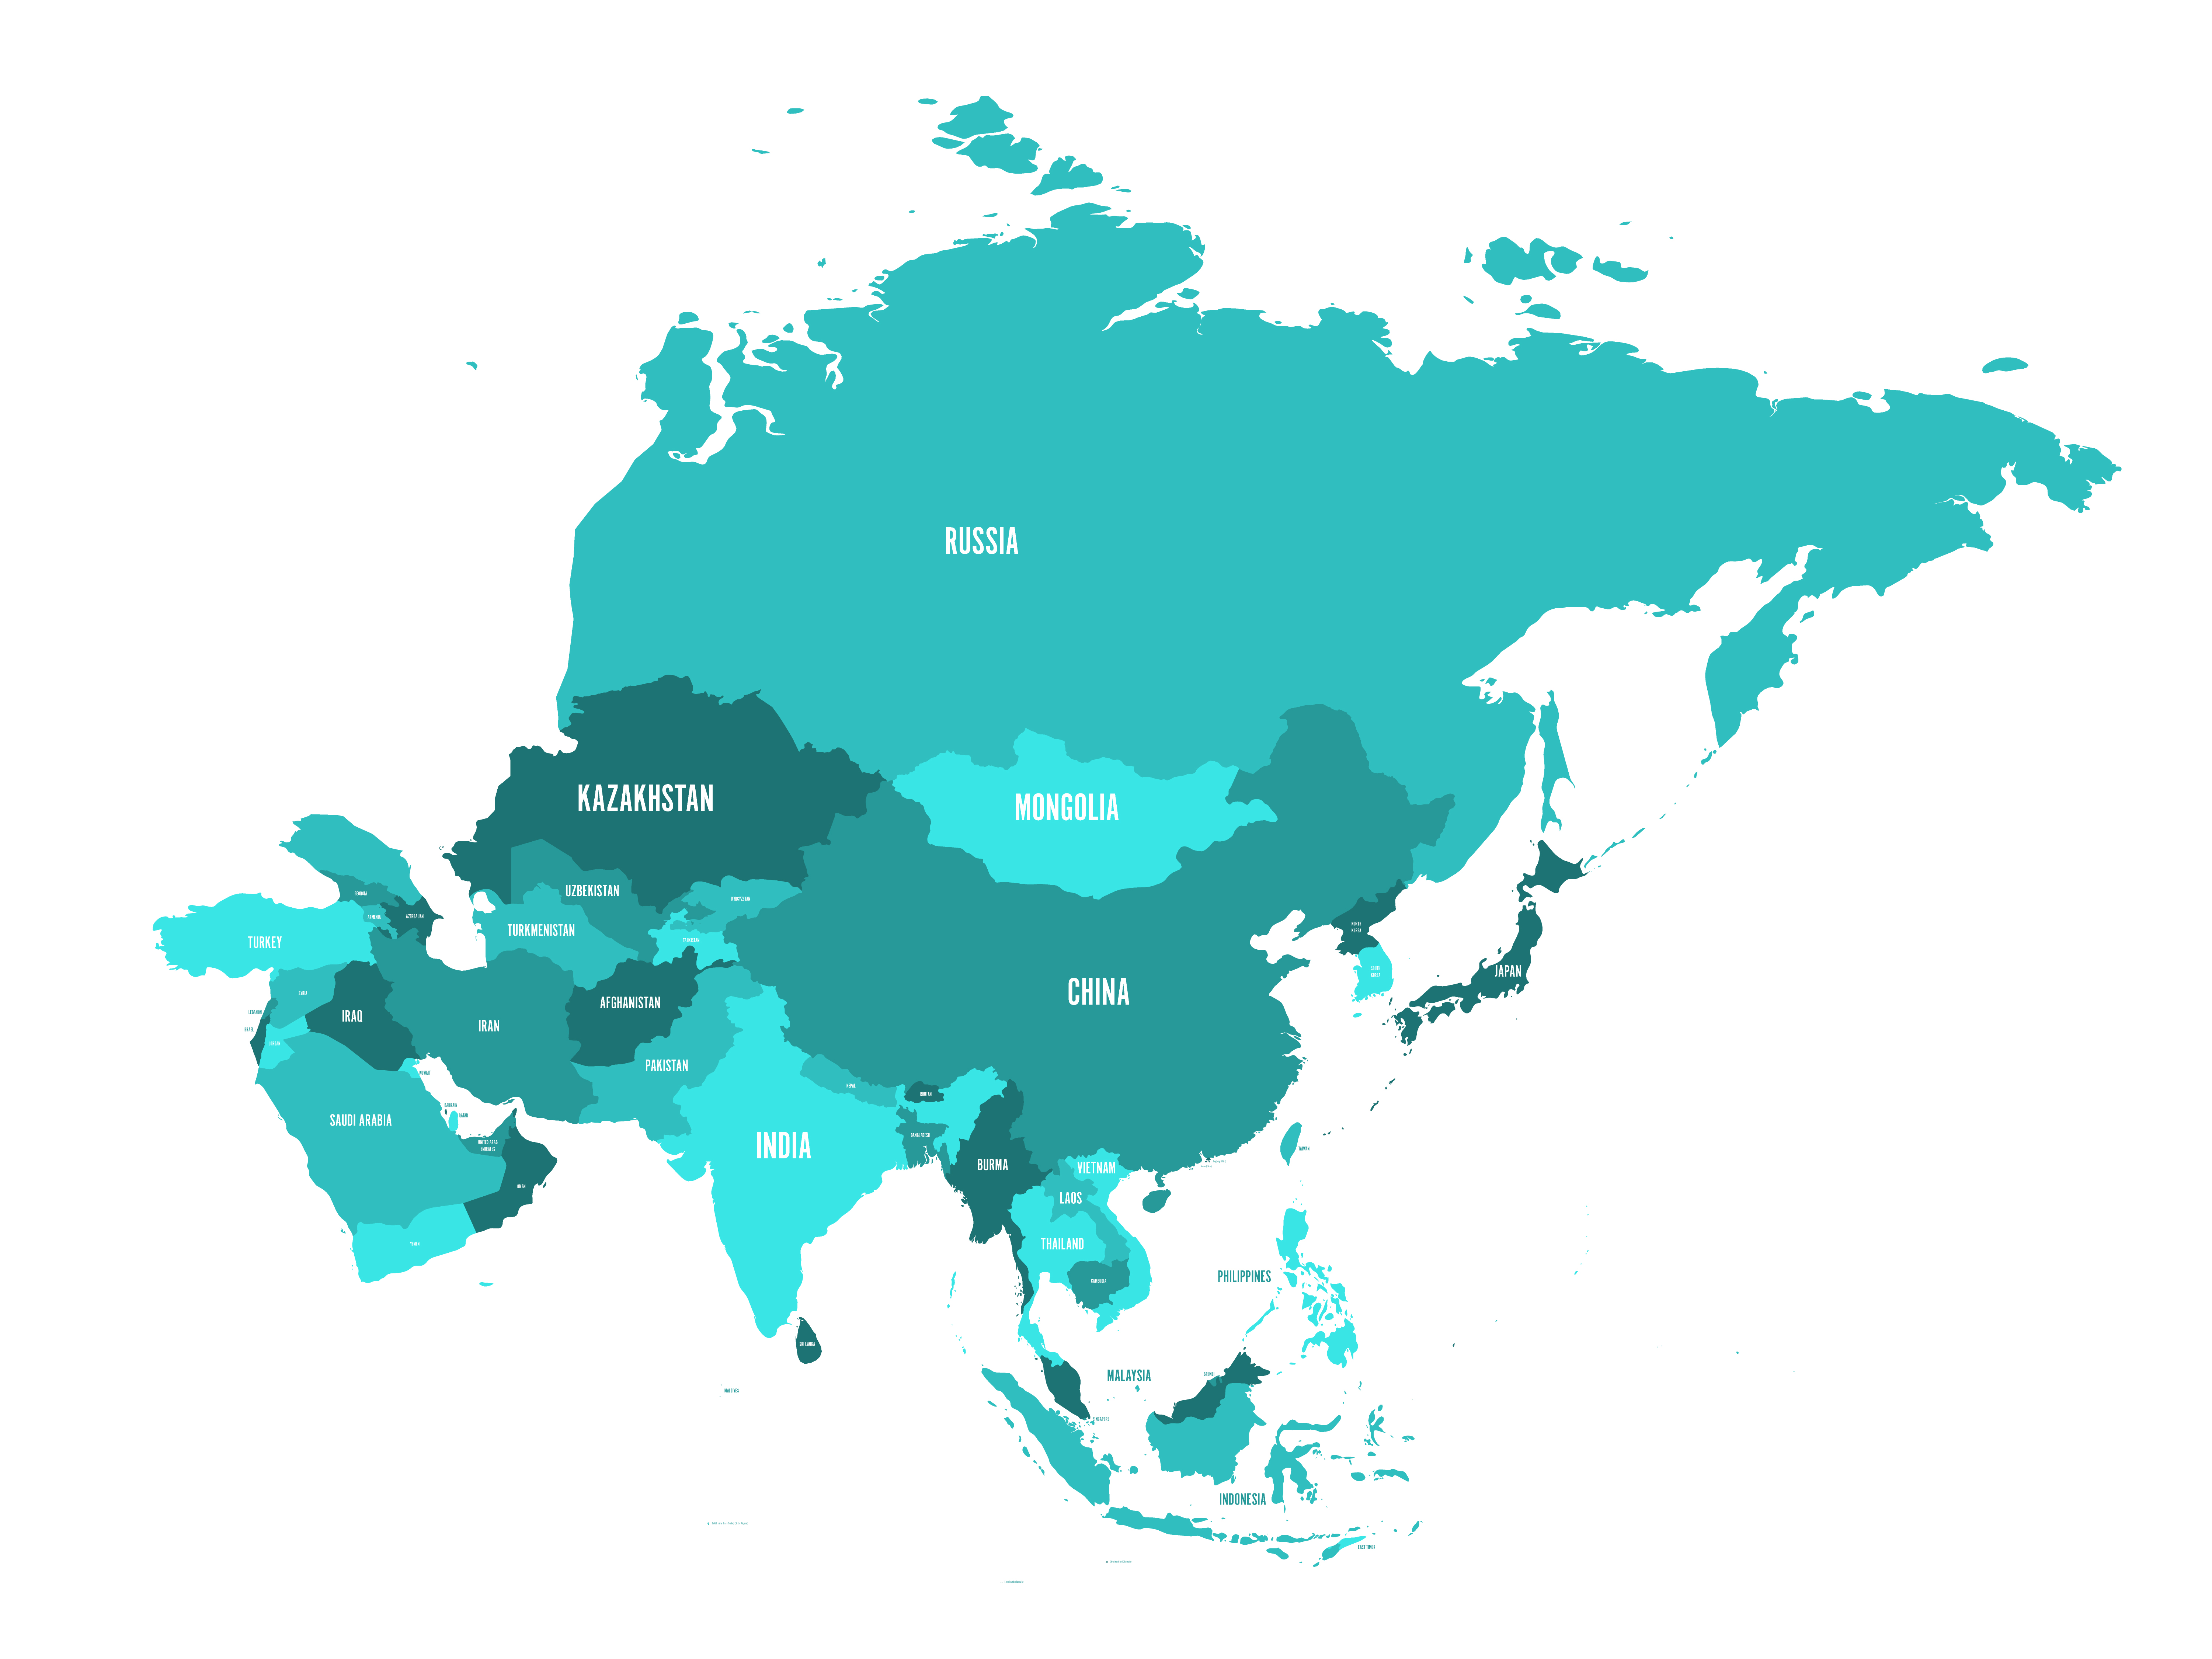 RUSSIA
KAZAKHSTAN
MONGOLIA
UZBEKISTAN
GEORGIA
KYRGYZSTAN
ARMENIA
AZERBAIJAN
NORTH
KOREA
TURKMENISTAN
TURKEY
TAJIKISTAN
SOUTH
KOREA
JAPAN
CHINA
SYRIA
AFGHANISTAN
LEBANON
IRAQ
IRAN
ISRAEL
JORDAN
PAKISTAN
KUWAIT
NEPAL
BHUTAN
BAHRAIN
QATAR
SAUDI ARABIA
BANGLADESH
UNITED ARAB
EMIRATES
INDIA
TAIWAN
BURMA
VIETNAM
OMAN
LAOS
YEMEN
THAILAND
PHILIPPINES
CAMBODIA
SRI LANKA
BRUNEI
MALAYSIA
MALDIVES
SINGAPORE
INDONESIA
EAST TIMOR